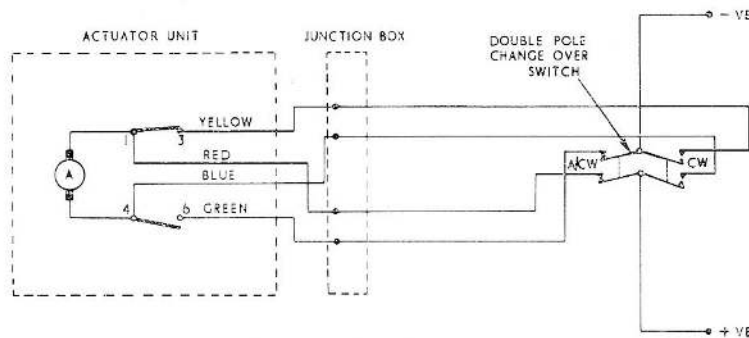 ACTUATOR UNIT
JUNCTION BOX
DOUBLE POLE
CHANGE OVER
SWITCH
- VE
YELLOW
1
3
RED
BLUE
A
4
6
GREEN
A/CW
CW
+ VE